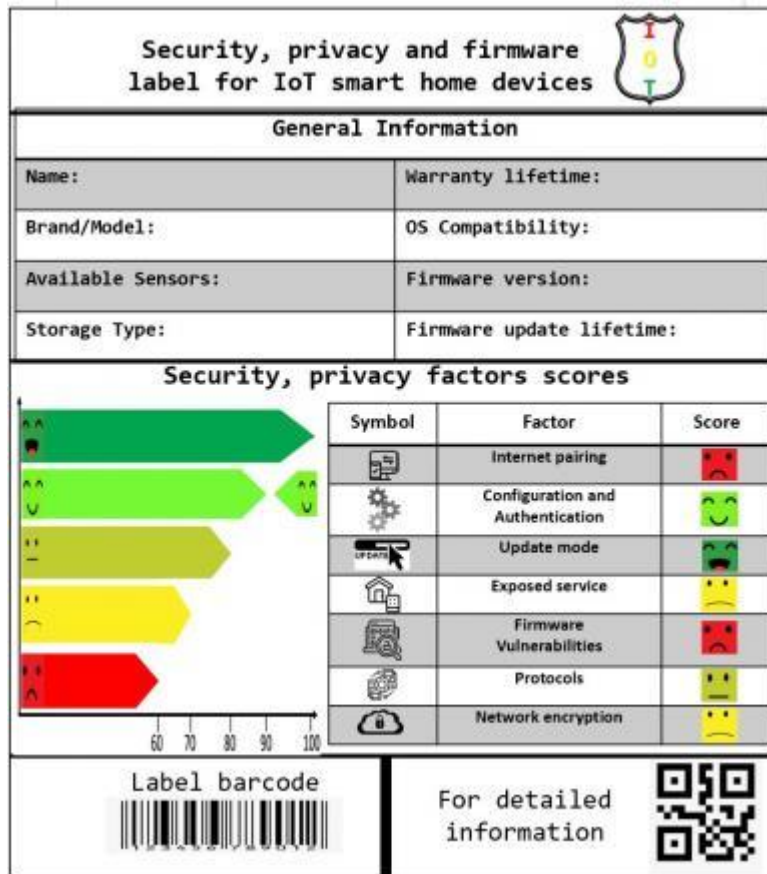 Security, privacy and firmware
label for IoT smart home devices
I
O
T
General Information
Name:
Warranty lifetime:
Brand/Model:
OS Compatibility:
Available Sensors:
Firmware version:
Storage Type:
Firmware update lifetime:
Security, privacy factors scores
Symbol
Factor
Score
Internet pairing
Configuration and
Authentication
UPDATE
Update mode
Exposed service
Firmware
Vulnerabilities
Protocols
Network encryption
60 70 80 90 100
Label barcode
For detailed
information